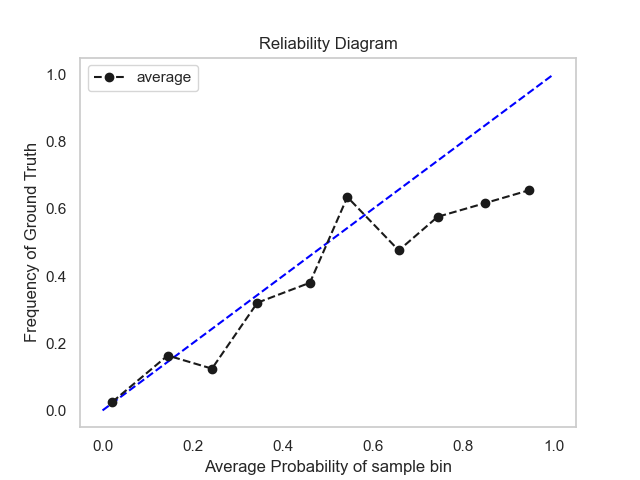 Reliability Diagram
average
Frequency of Ground Truth
1.0
0.8
0.6
0.4
0.2
0.0
0.0 0.2 0.4 0.6 0.8 1.0
Average Probability of sample bin